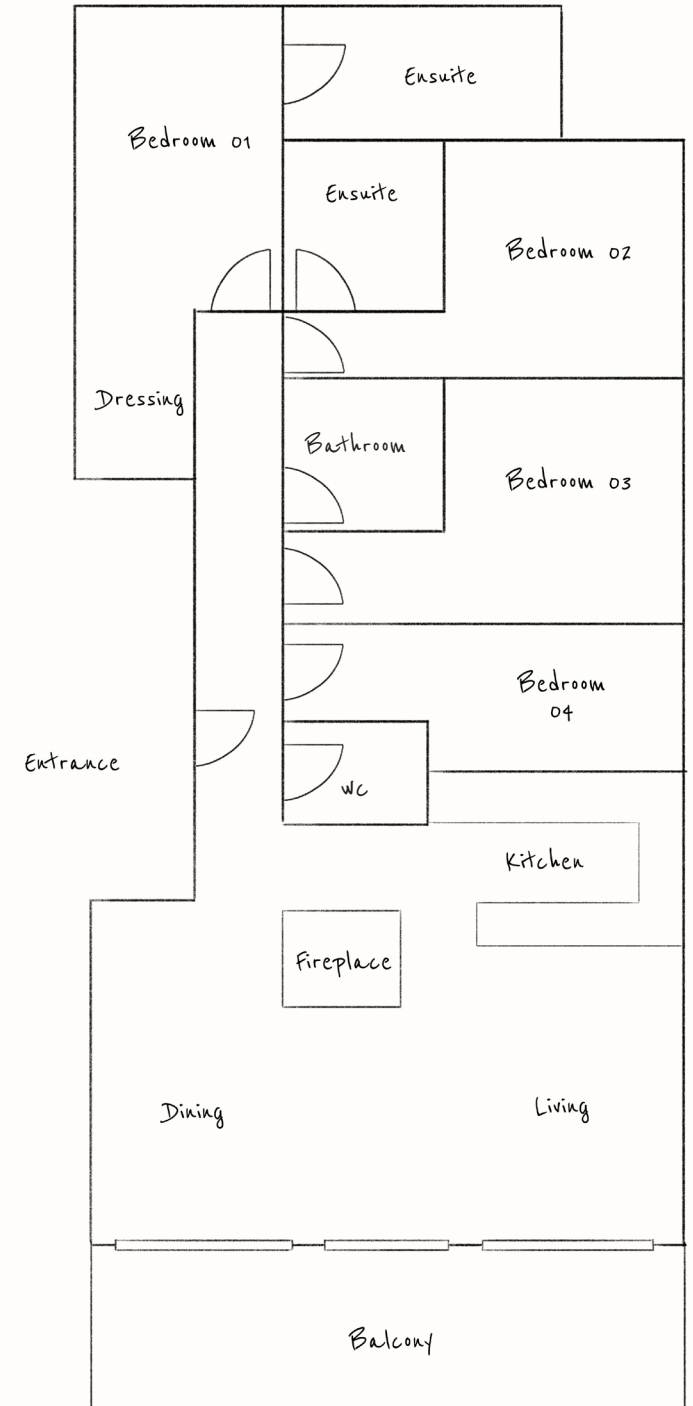 Ensuite
Bedroom 01
Ensuite
Bedroom 02
Dressing
Bathroom
Bedroom 03
Bedroom
04
Entrance
WC
Kitchen
Fireplace
Dining
Living
Balcony